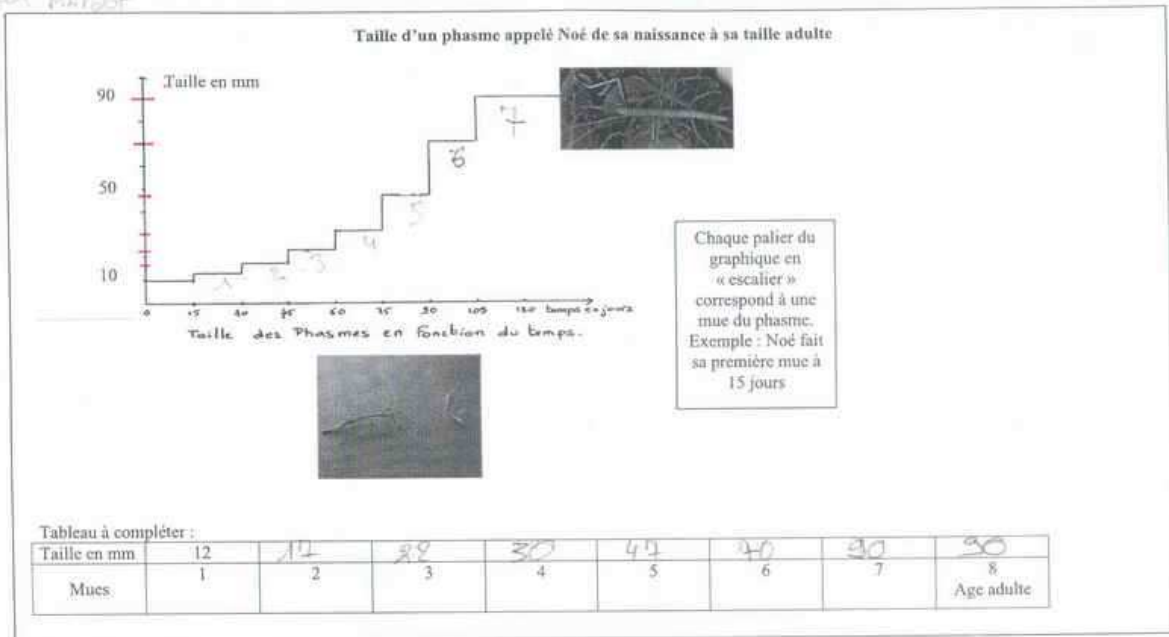 Taille d'un phasme appelé Noé de sa naissance à sa taille adulte
Taille en mm
90
50
10
1
2
3
4
5
6
7
0 15 30 45 60 75 90 105 120 temps en jours
Taille des Phasmes en fonction du temps.
Chaque palier du
graphique en
« escalier »
correspond à une
mue du phasme.
Exemple : Noé fait
sa première mue à
15 jours
Tableau à compléter :
Taille en mm 12 17 22 30 47 70 90 90
Mues 1 2 3 4 5 6 7 8
Age adulte